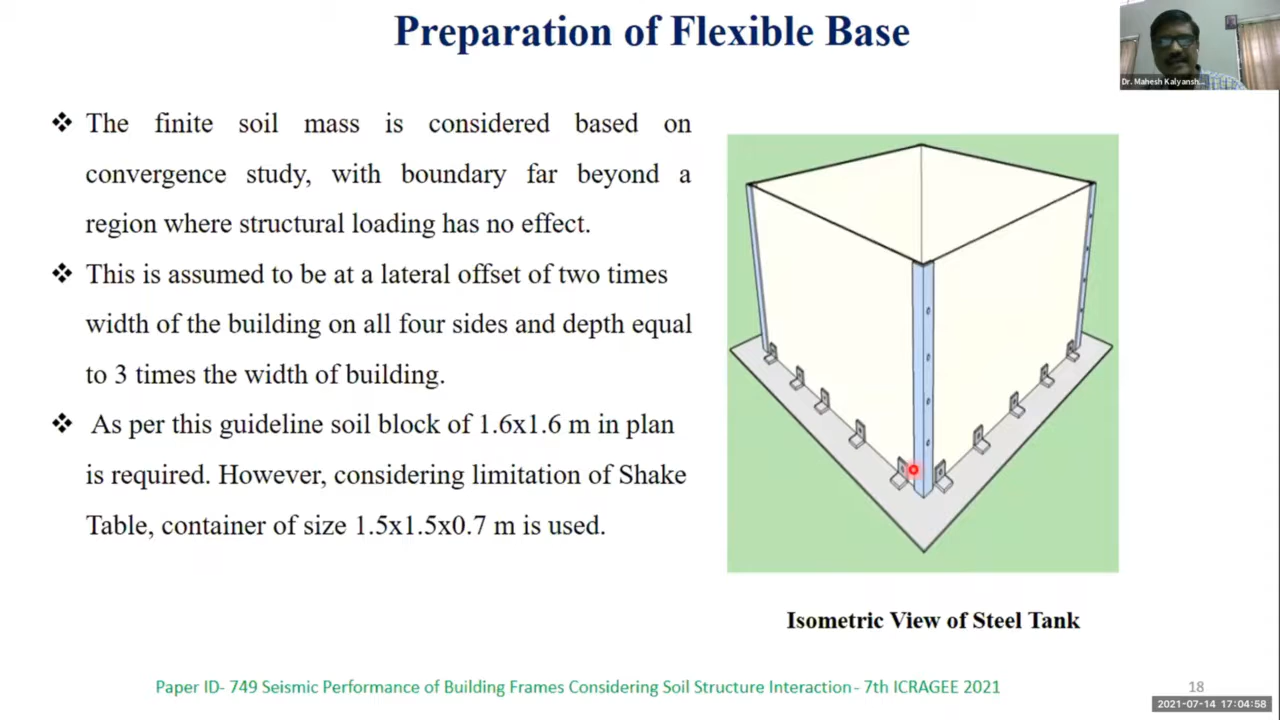 Preparation of Flexible Base
Dr. Mahesh Kalyansh...
❖ The finite soil mass is considered based on
convergence study, with boundary far beyond a
region where structural loading has no effect.
❖ This is assumed to be at a lateral offset of two times
width of the building on all four sides and depth equal
to 3 times the width of building.
❖ As per this guideline soil block of 1.6x1.6 m in plan
is required. However, considering limitation of Shake
Table, container of size 1.5x1.5x0.7 m is used.
Isometric View of Steel Tank
Paper ID- 749 Seismic Performance of Building Frames Considering Soil Structure Interaction - 7th ICRAGEE 2021
18
2021-07-14 17:04:58